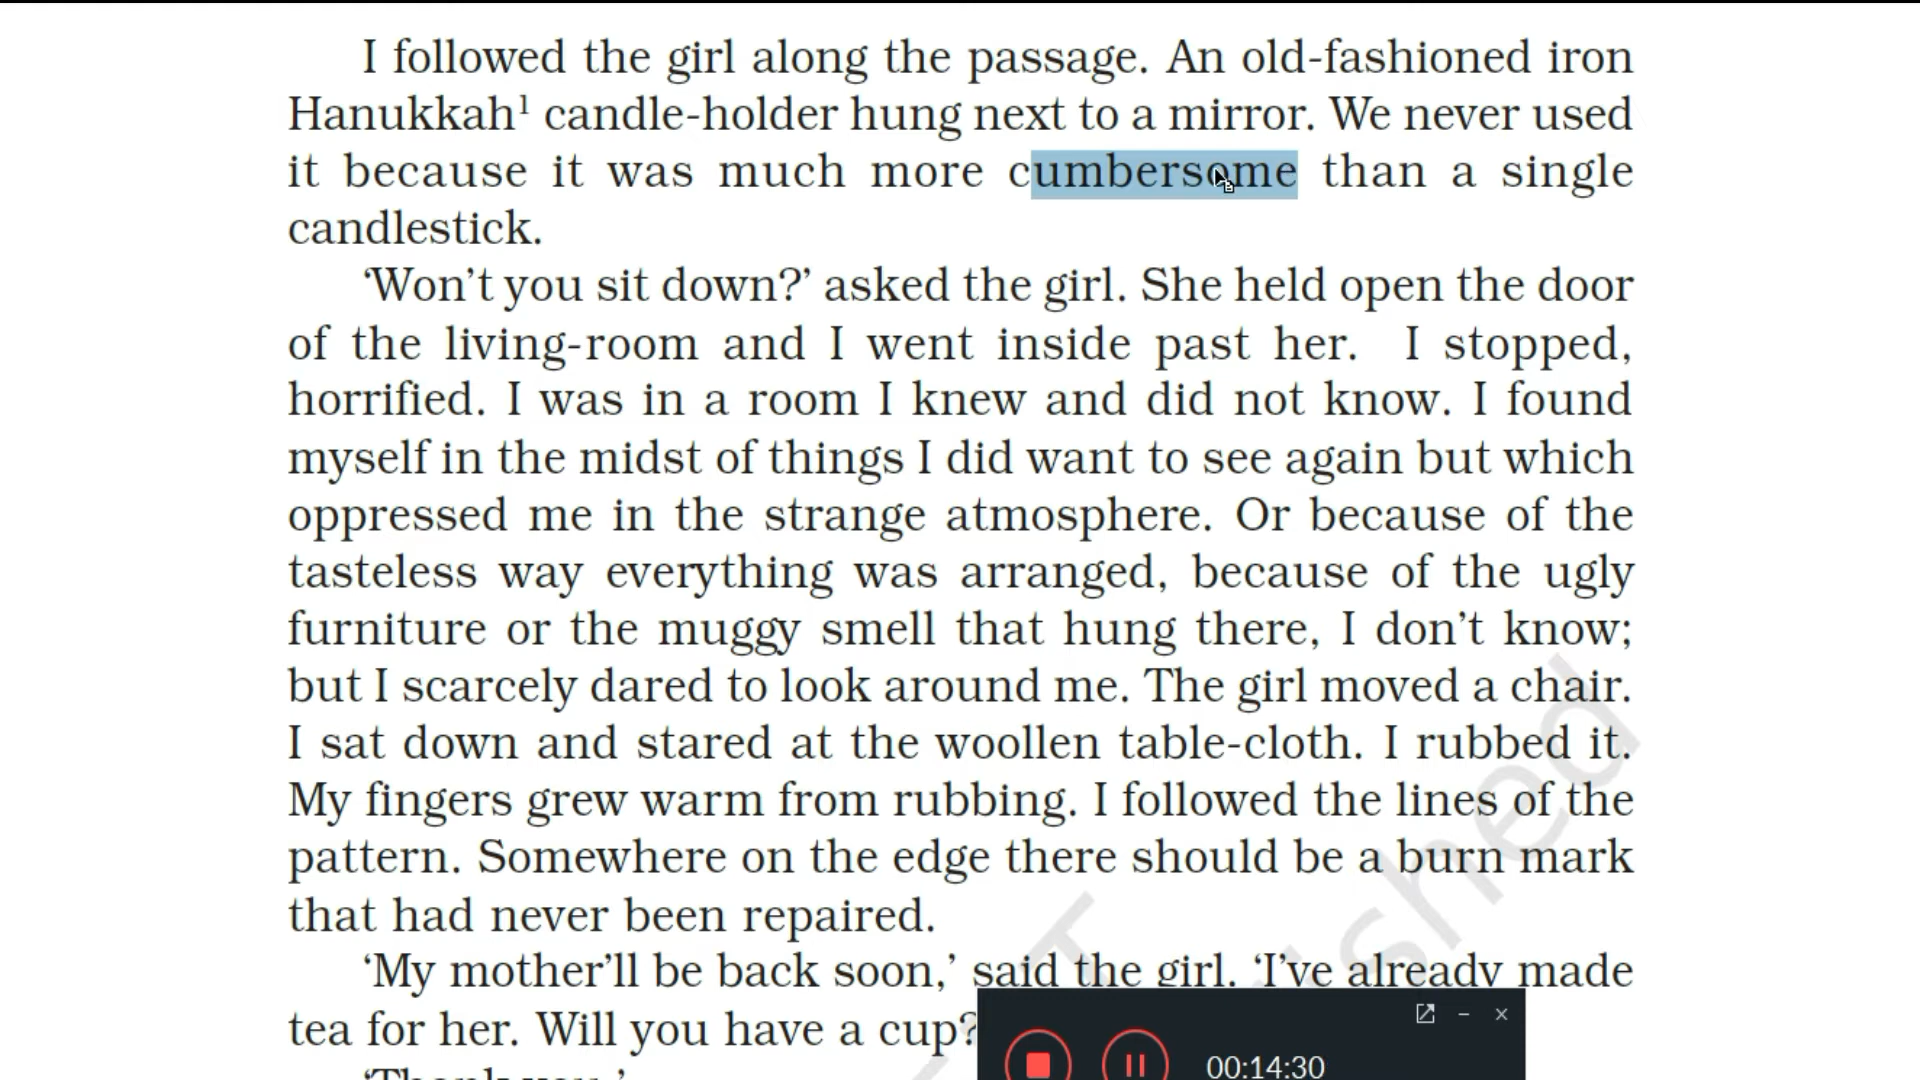 I followed the girl along the passage. An old-fashioned iron
Hanukkah¹ candle-holder hung next to a mirror. We never used
it because it was much more cumbersome than a single
candlestick.
‘Won’t you sit down?’ asked the girl. She held open the door
of the living-room and I went inside past her. I stopped,
horrified. I was in a room I knew and did not know. I found
myself in the midst of things I did want to see again but which
oppressed me in the strange atmosphere. Or because of the
tasteless way everything was arranged, because of the ugly
furniture or the muggy smell that hung there, I don’t know;
but I scarcely dared to look around me. The girl moved a chair.
I sat down and stared at the woollen table-cloth. I rubbed it.
My fingers grew warm from rubbing. I followed the lines of the
pattern. Somewhere on the edge there should be a burn mark
that had never been repaired.
‘My mother’ll be back soon,’ said the girl. ‘I’ve already made
tea for her. Will you have a cup?
‘Thank you.’
00:14:30